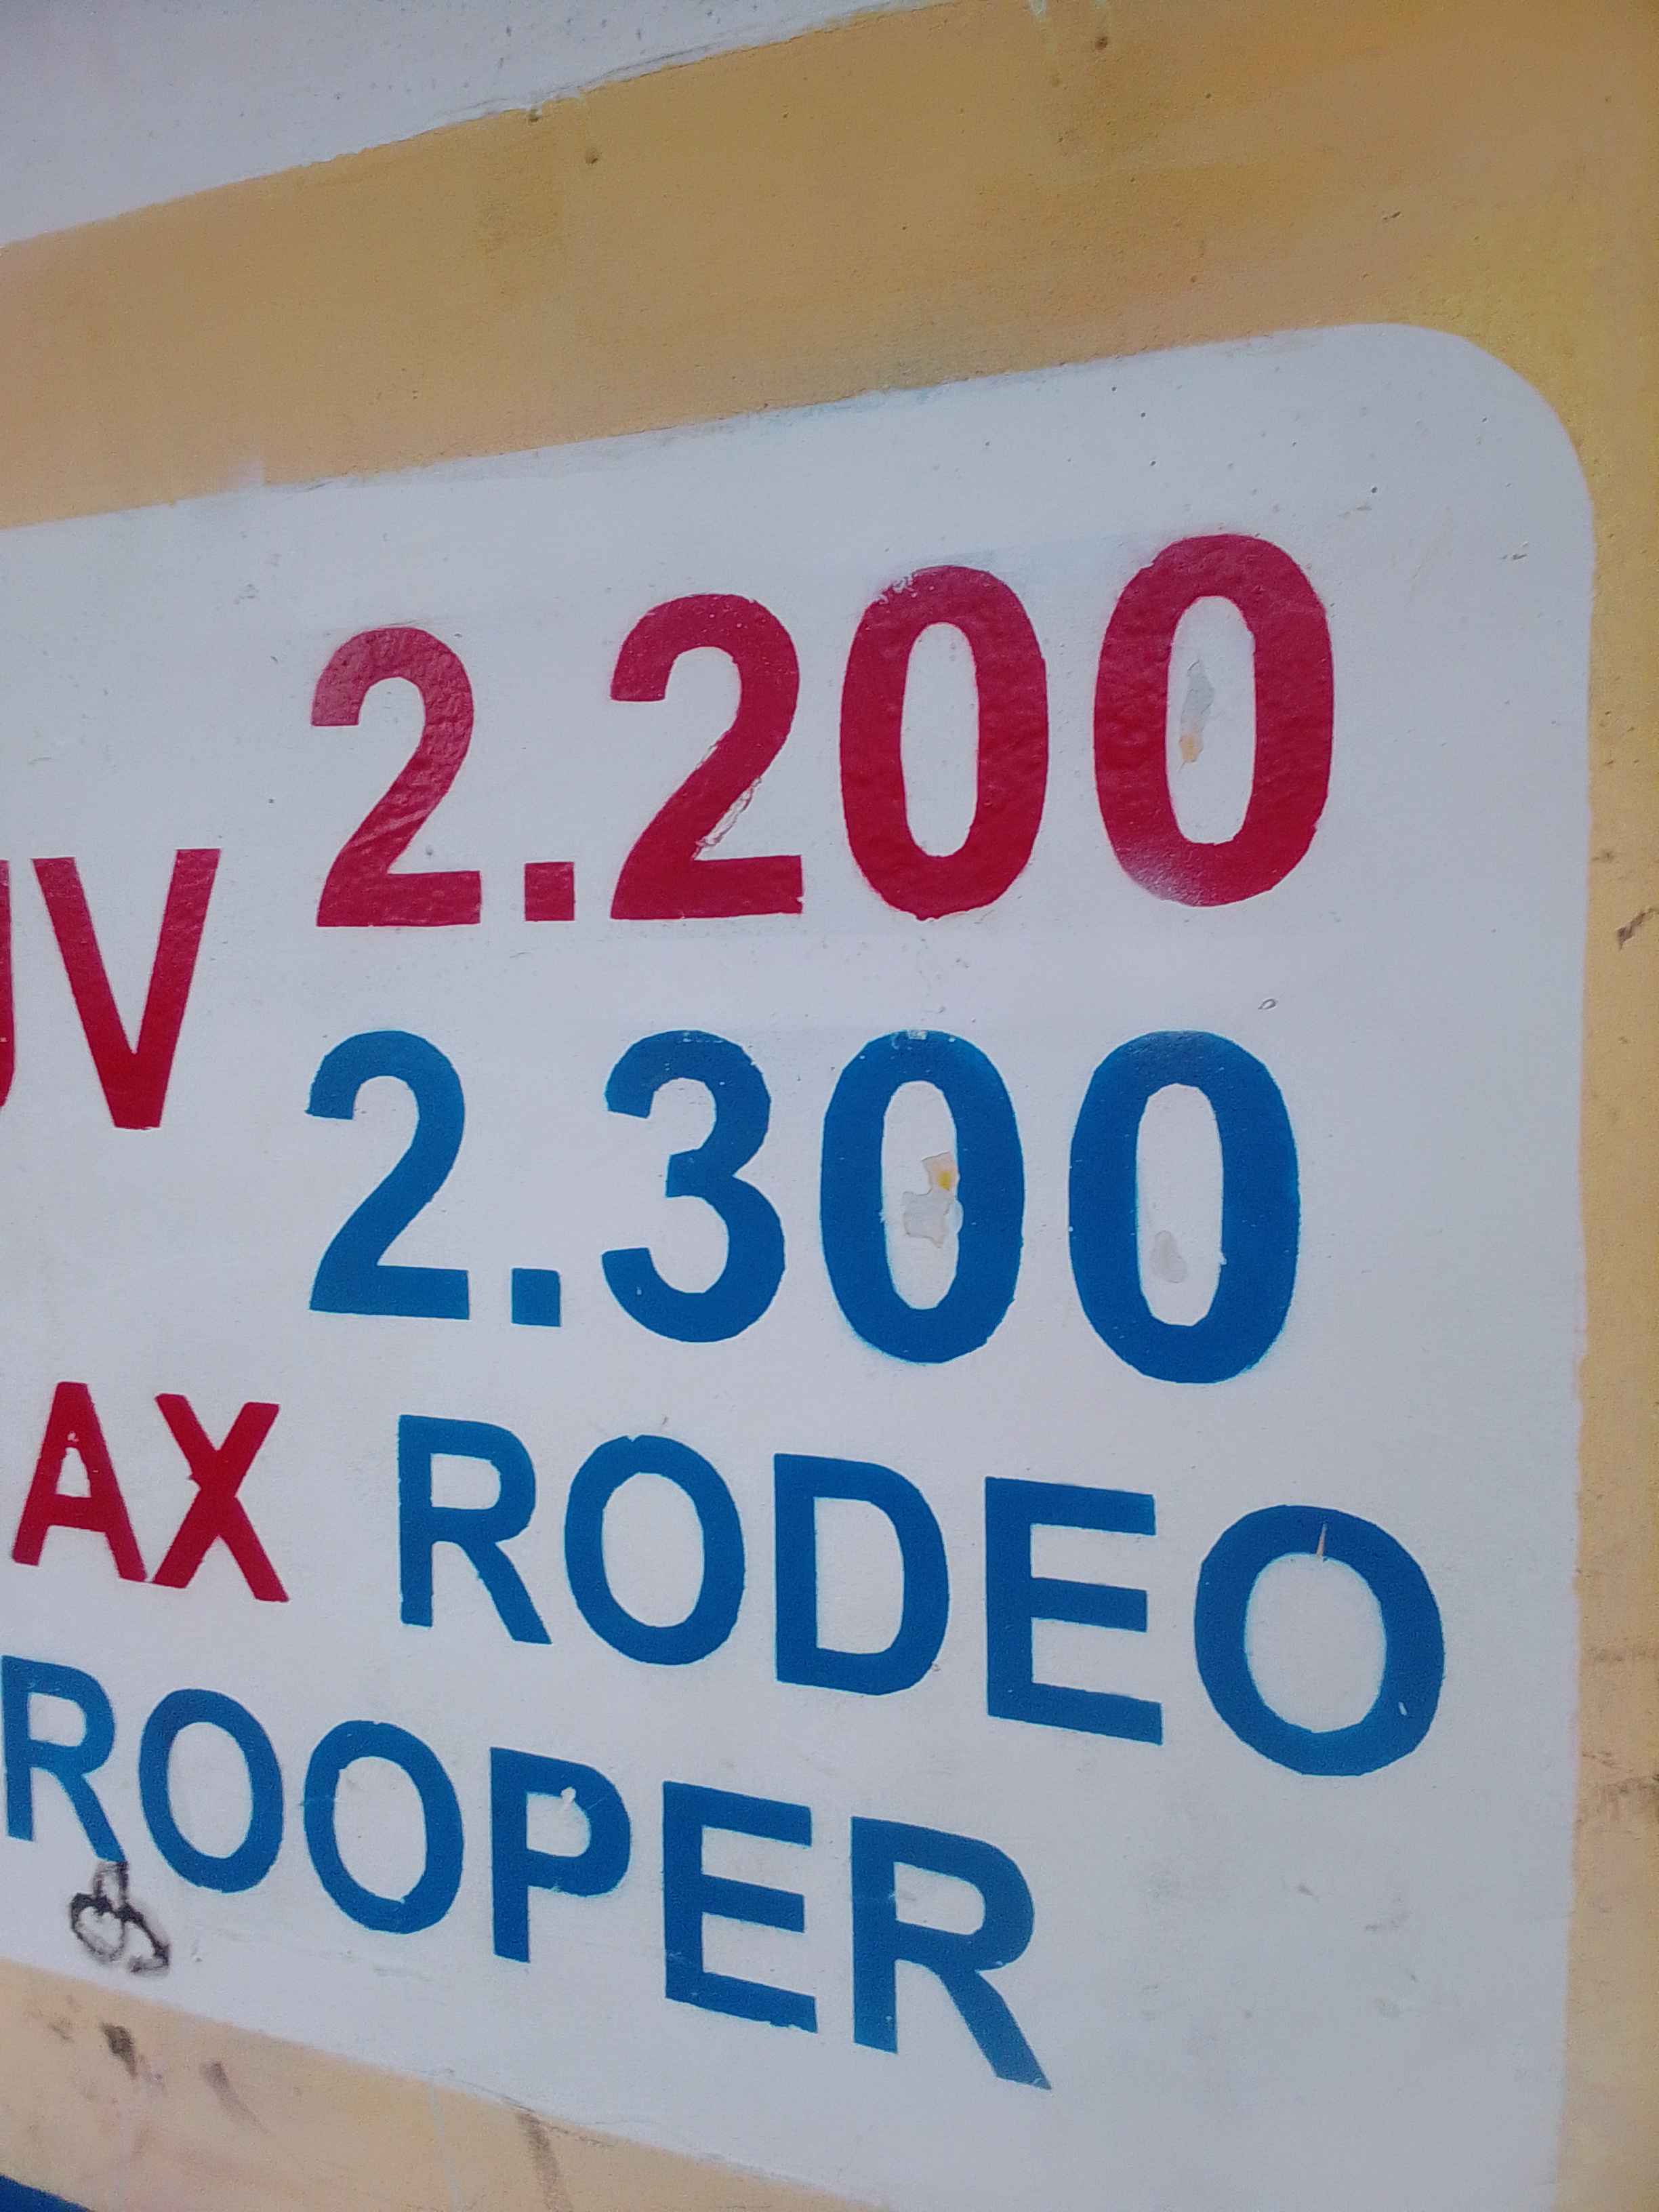 2.200
UV
2.300
AX RODEO
ROOPER